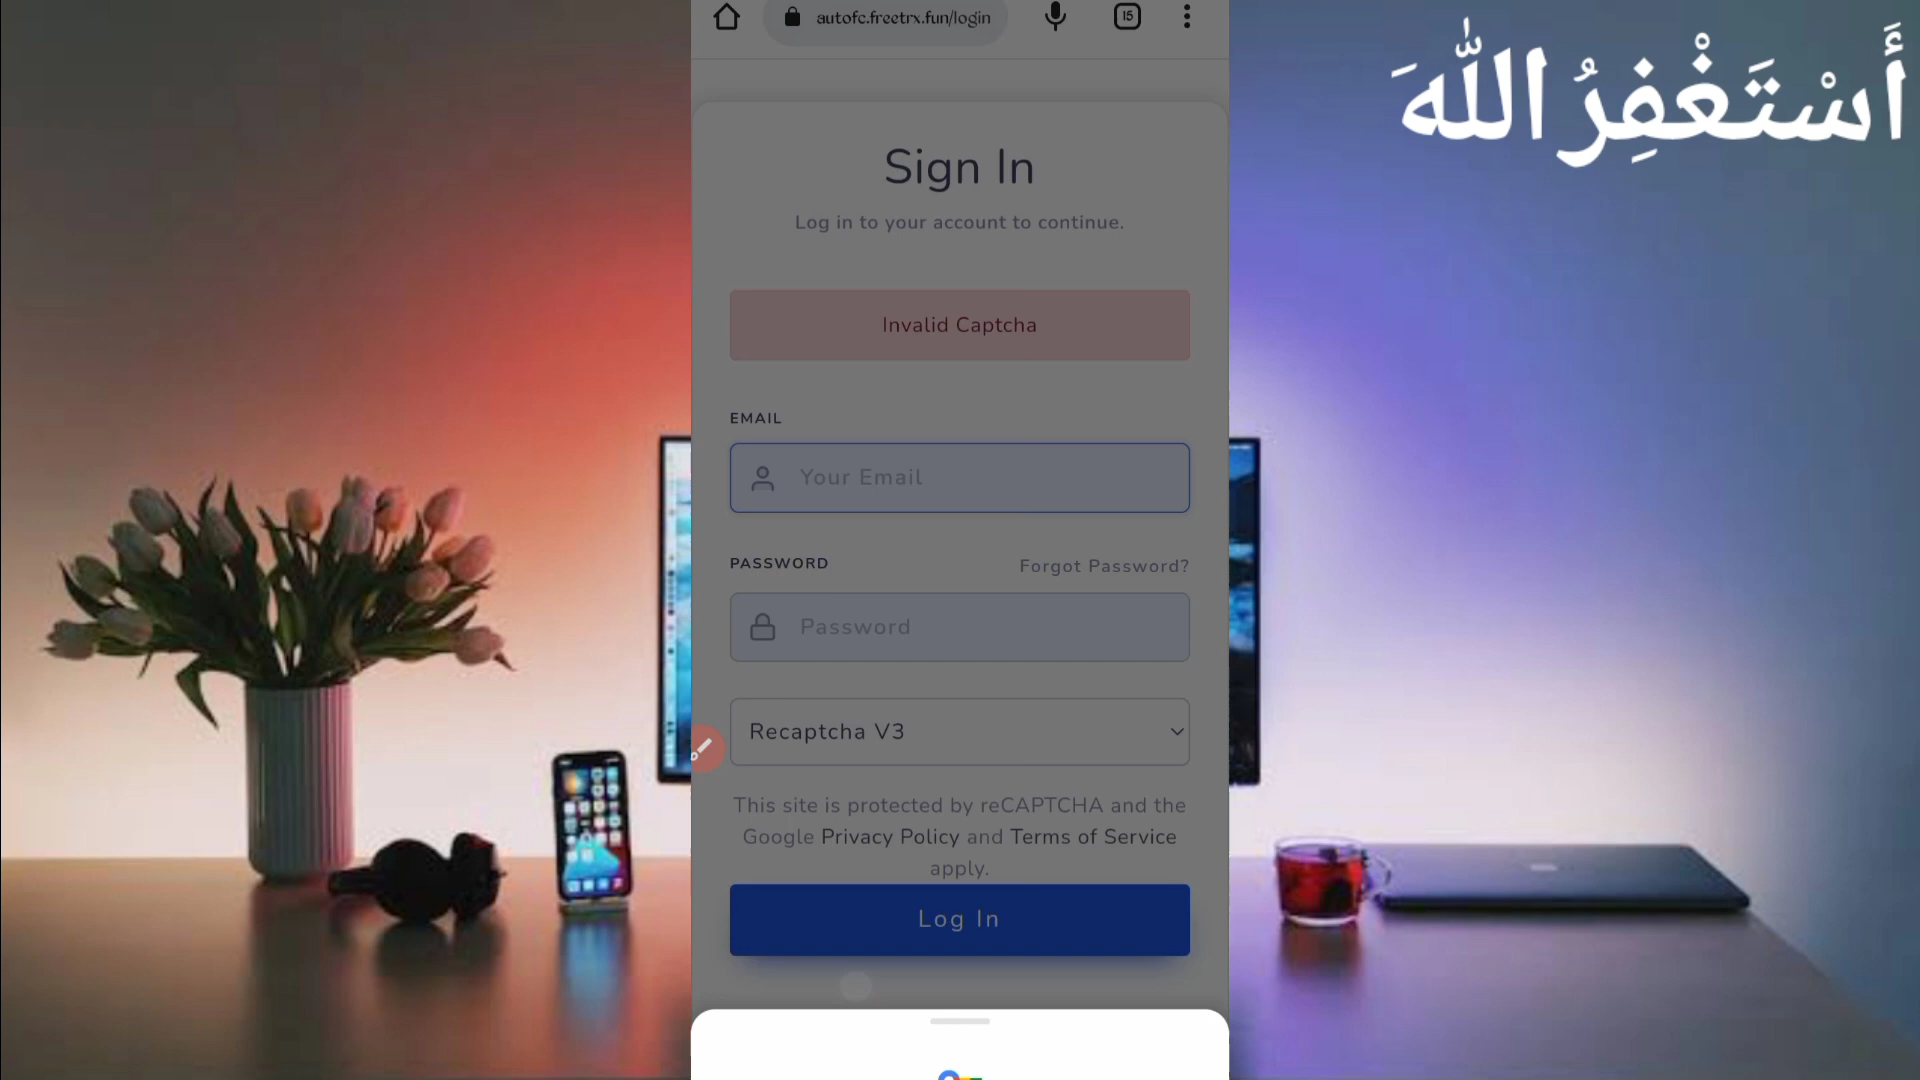 autofc.freetrx.fun/login
15
أَسْتَغْفِرُ اللّٰهَ
Sign In
Log in to your account to continue.
Invalid Captcha
EMAIL
Your Email
PASSWORD
Forgot Password?
Password
Recaptcha V3
This site is protected by reCAPTCHA and the
Google Privacy Policy and Terms of Service
apply.
Log In